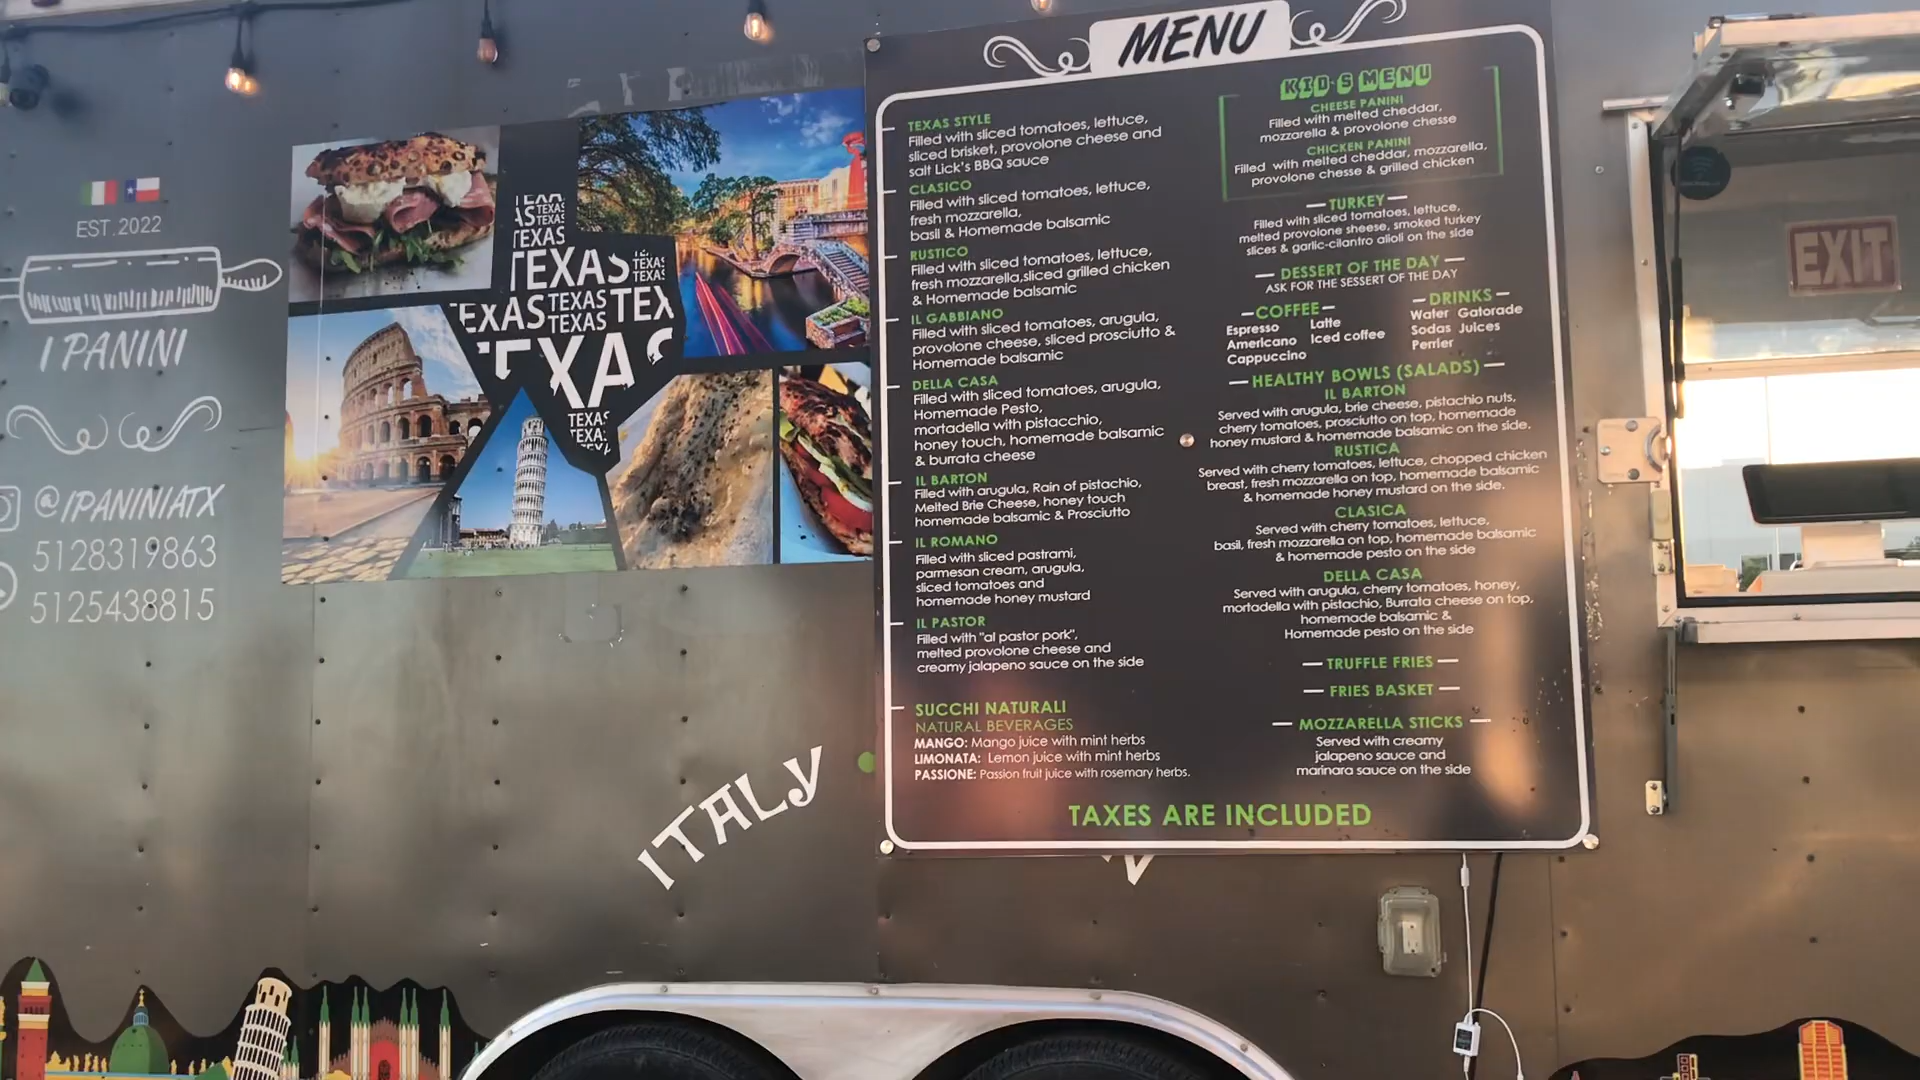 EST. 2022
I PANINI
@IPANINIATX
5128319863
5125438815
TEXAS
TEXAS
TEXAS
TEXAS
TEXAS
TEXAS
TEXAS
TEXAS
TEXAS
ITALY
MENU
TEXAS STYLE
Filled with sliced tomatoes, lettuce,
sliced brisket, provolone cheese and
salt Lick's BBQ sauce
CLASICO
Filled with sliced tomatoes, lettuce,
fresh mozzarella,
basil & Homemade balsamic
RUSTICO
Filled with sliced tomatoes, lettuce,
fresh mozzarella,sliced grilled chicken
& Homemade balsamic
IL GABBIANO
Filled with sliced tomatoes, arugula,
provolone cheese, sliced prosciutto &
Homemade balsamic
DELLA CASA
Filled with sliced tomatoes, arugula,
Homemade Pesto,
mortadella with pistacchio,
honey touch, homemade balsamic
& burrata cheese
IL BARTON
Filled with arugula, Rain of pistachio,
Melted Brie Cheese, honey touch
homemade balsamic & Prosciutto
IL ROMANO
Filled with sliced pastrami,
parmesan cream, arugula,
sliced tomatoes and
homemade honey mustard
IL PASTOR
Filled with "al pastor pork",
melted provolone cheese and
creamy jalapeno sauce on the side
SUCCHI NATURALI
NATURAL BEVERAGES
MANGO: Mango juice with mint herbs
LIMONATA: Lemon juice with mint herbs
PASSIONE: Passion fruit juice with rosemary herbs.
KID'S MENU
CHEESE PANINI
Filled with melted cheddar,
mozzarella & provolone chesse
CHICKEN PANINI
Filled with melted cheddar, mozzarella,
provolone chesse & grilled chicken
TURKEY
Filled with sliced tomatoes, lettuce,
melted provolone sheese, smoked turkey
slices & garlic-cilantro alioli on the side
DESSERT OF THE DAY
ASK FOR THE SESSERT OF THE DAY
COFFEE
Espresso Latte
Americano Iced coffee
Cappuccino
DRINKS
Water Gatorade
Sodas Juices
Perrier
HEALTHY BOWLS (SALADS)
IL BARTON
Served with arugula, brie cheese, pistachio nuts,
cherry tomatoes, prosciutto on top, homemade
honey mustard & homemade balsamic on the side.
RUSTICA
Served with cherry tomatoes, lettuce, chopped chicken
breast, fresh mozzarella on top, homemade balsamic
& homemade honey mustard on the side.
CLASICA
Served with cherry tomatoes, lettuce,
basil, fresh mozzarella on top, homemade balsamic
& homemade pesto on the side
DELLA CASA
Served with arugula, cherry tomatoes, honey,
mortadella with pistachio, Burrata cheese on top,
homemade balsamic &
Homemade pesto on the side
TRUFFLE FRIES
FRIES BASKET
MOZZARELLA STICKS
Served with creamy
jalapeno sauce and
marinara sauce on the side
TAXES ARE INCLUDED
EXIT